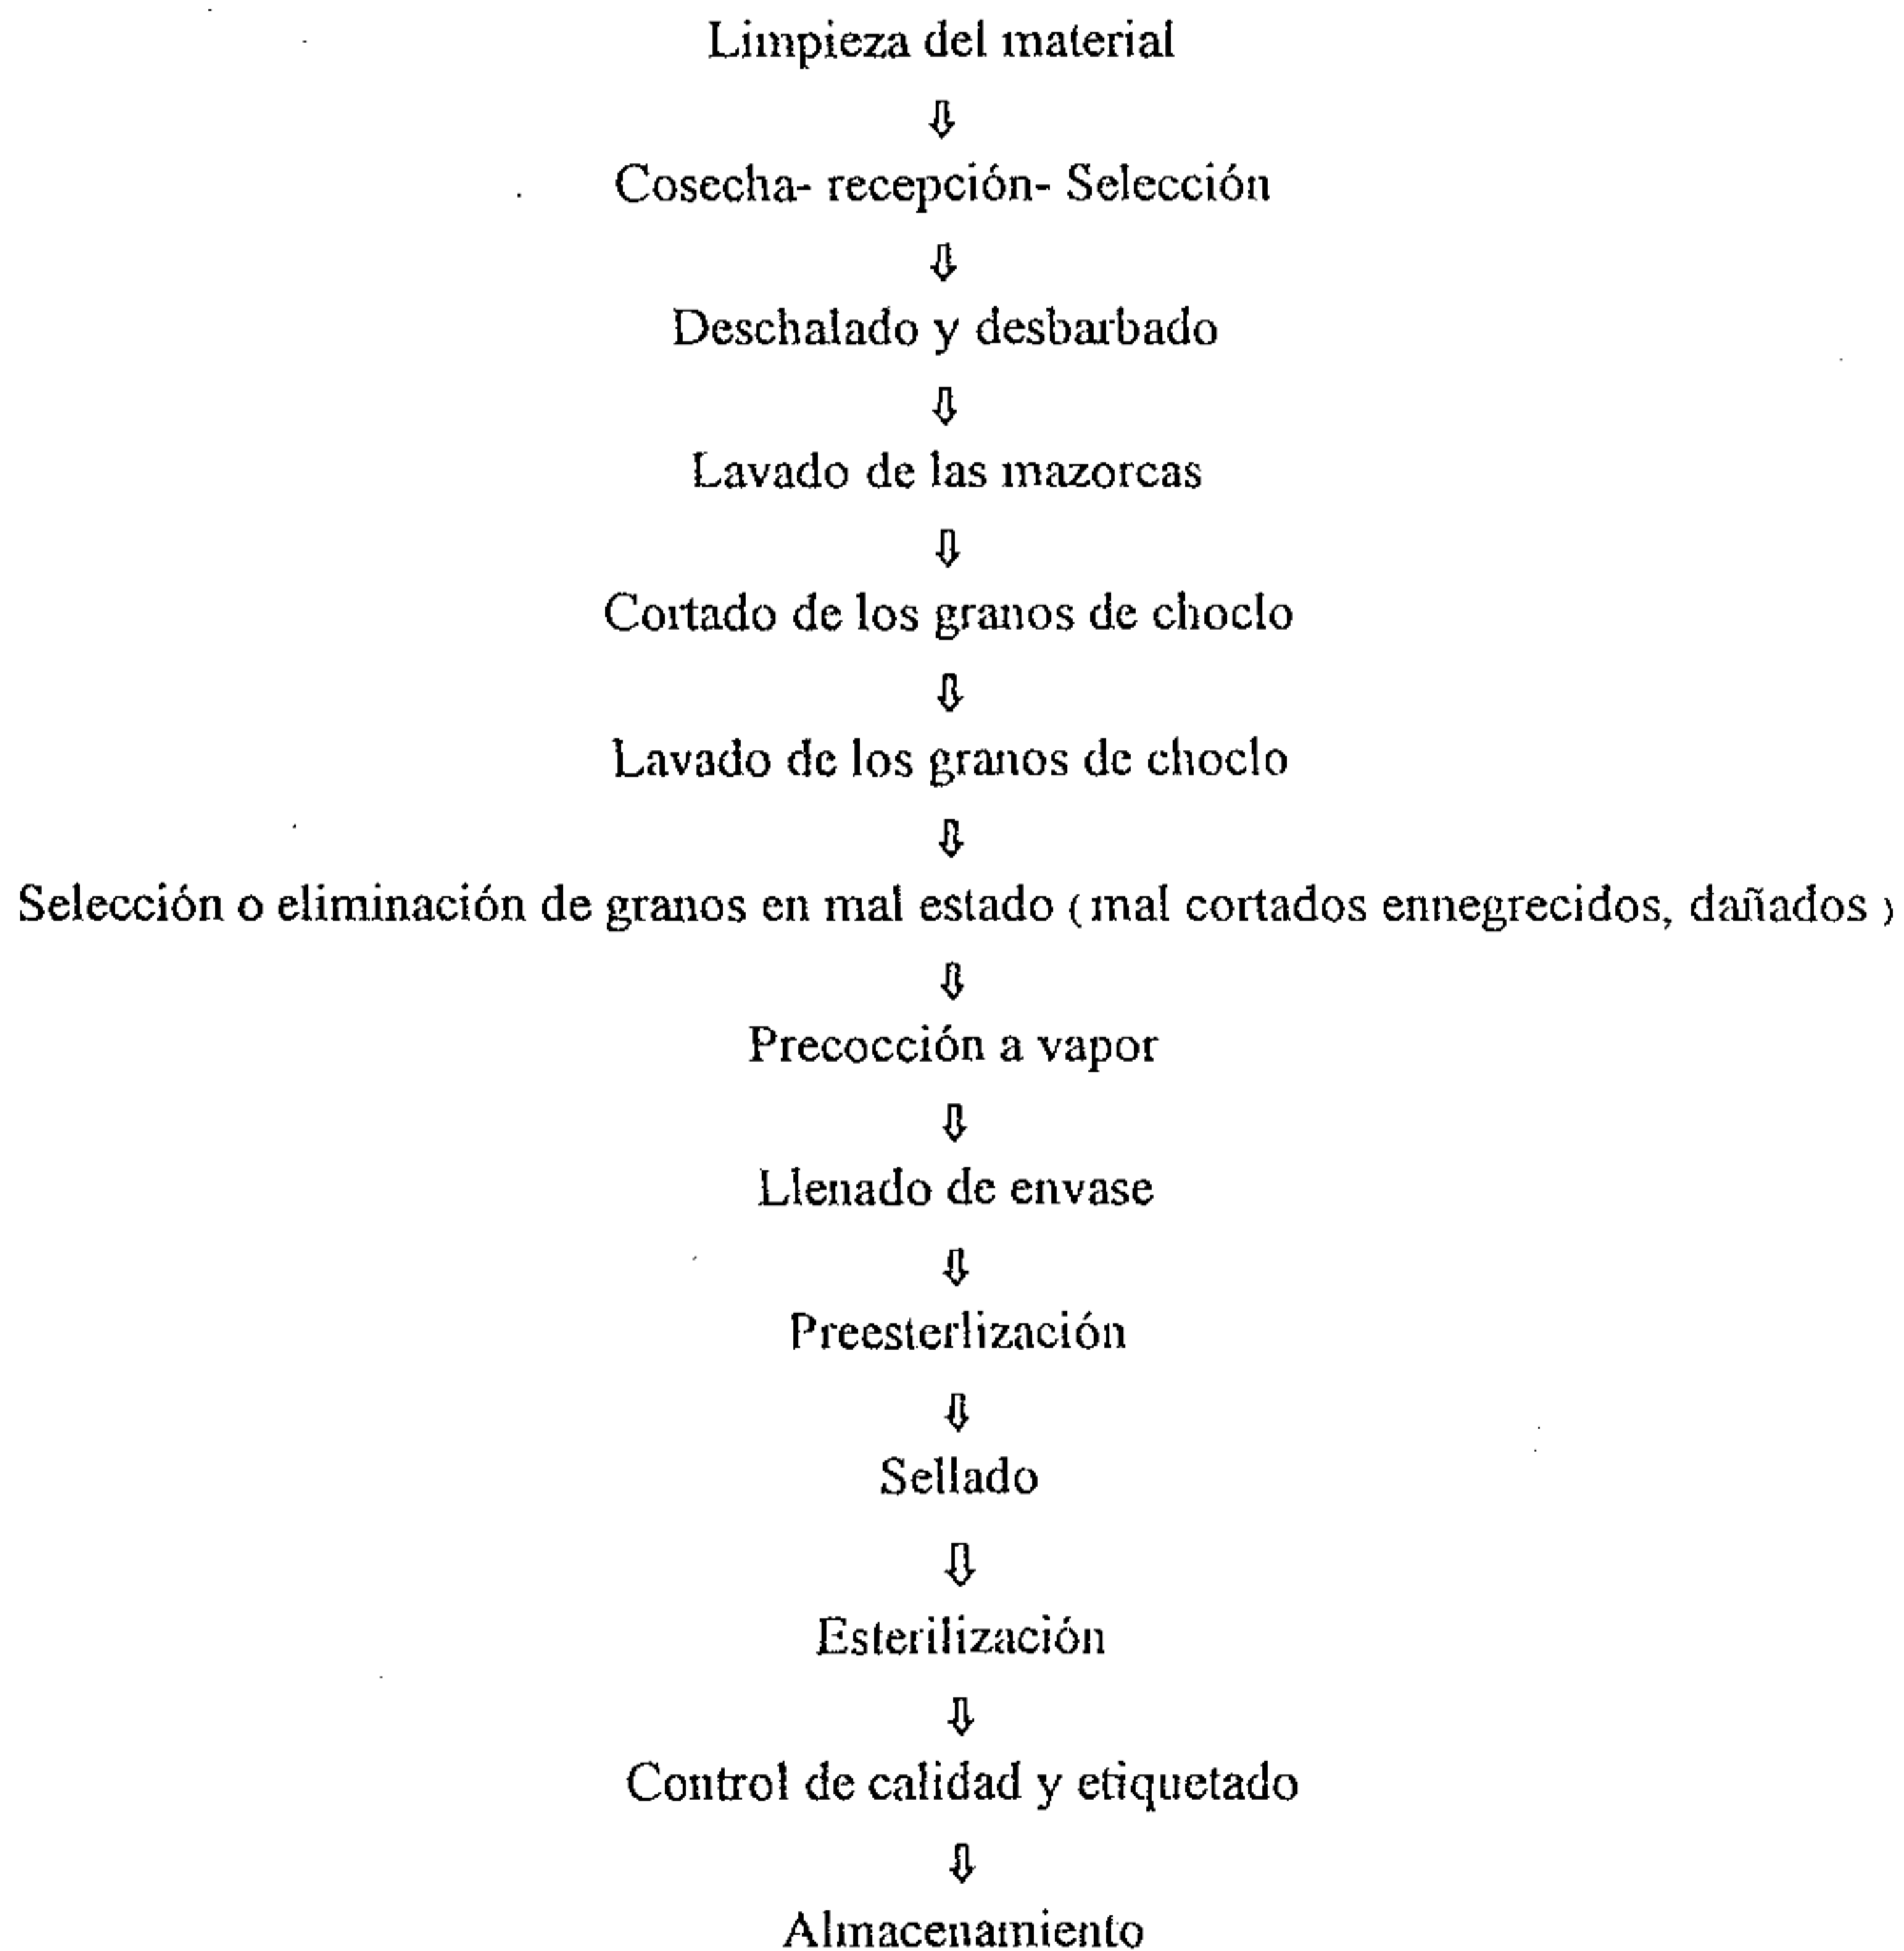 Limpieza del material
⇩
Cosecha- recepción- Selección
⇩
Deschalado y desbarbado
⇩
Lavado de las mazorcas
⇩
Cortado de los granos de choclo
⇩
Lavado de los granos de choclo
⇩
Selección o eliminación de granos en mal estado ( mal cortados ennegrecidos, dañados )
⇩
Precocción a vapor
⇩
Llenado de envase
⇩
Preesterlización
⇩
Sellado
⇩
Esterilización
⇩
Control de calidad y etiquetado
⇩
Almacenamiento